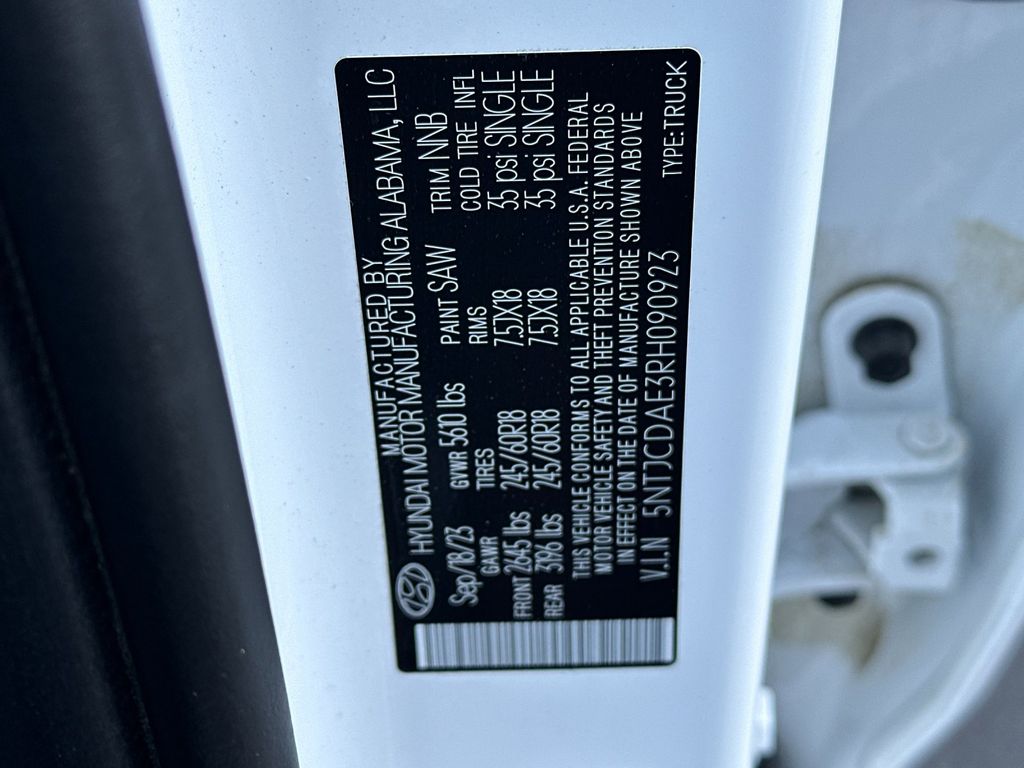 MANUFACTURED BY
HYUNDAI MOTOR MANUFACTURING ALABAMA, LLC
Sep/18/23 GVWR 5610 lbs PAINT SAW TRIM NNB
GAWR TIRES RIMS COLD TIRE INFL
FRONT 2645 lbs 245/60R18 7.5JX18 35 psi SINGLE
REAR 3196 lbs 245/60R18 7.5JX18 35 psi SINGLE
THIS VEHICLE CONFORMS TO ALL APPLICABLE U.S.A. FEDERAL
MOTOR VEHICLE SAFETY AND THEFT PREVENTION STANDARDS
IN EFFECT ON THE DATE OF MANUFACTURE SHOWN ABOVE
V.I.N 5NTJCDAE3RH090923
TYPE:TRUCK